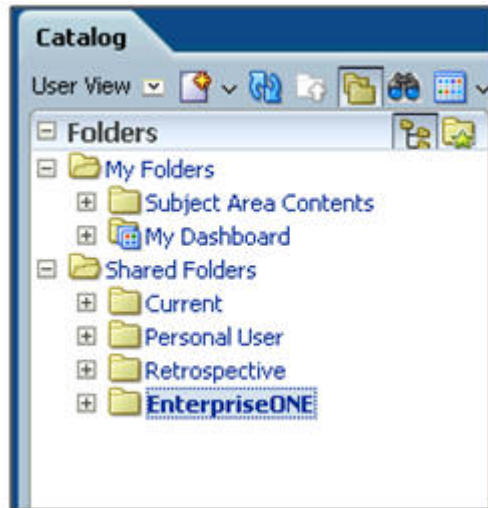 Catalog
User View
Folders
My Folders
Subject Area Contents
My Dashboard
Shared Folders
Current
Personal User
Retrospective
EnterpriseONE